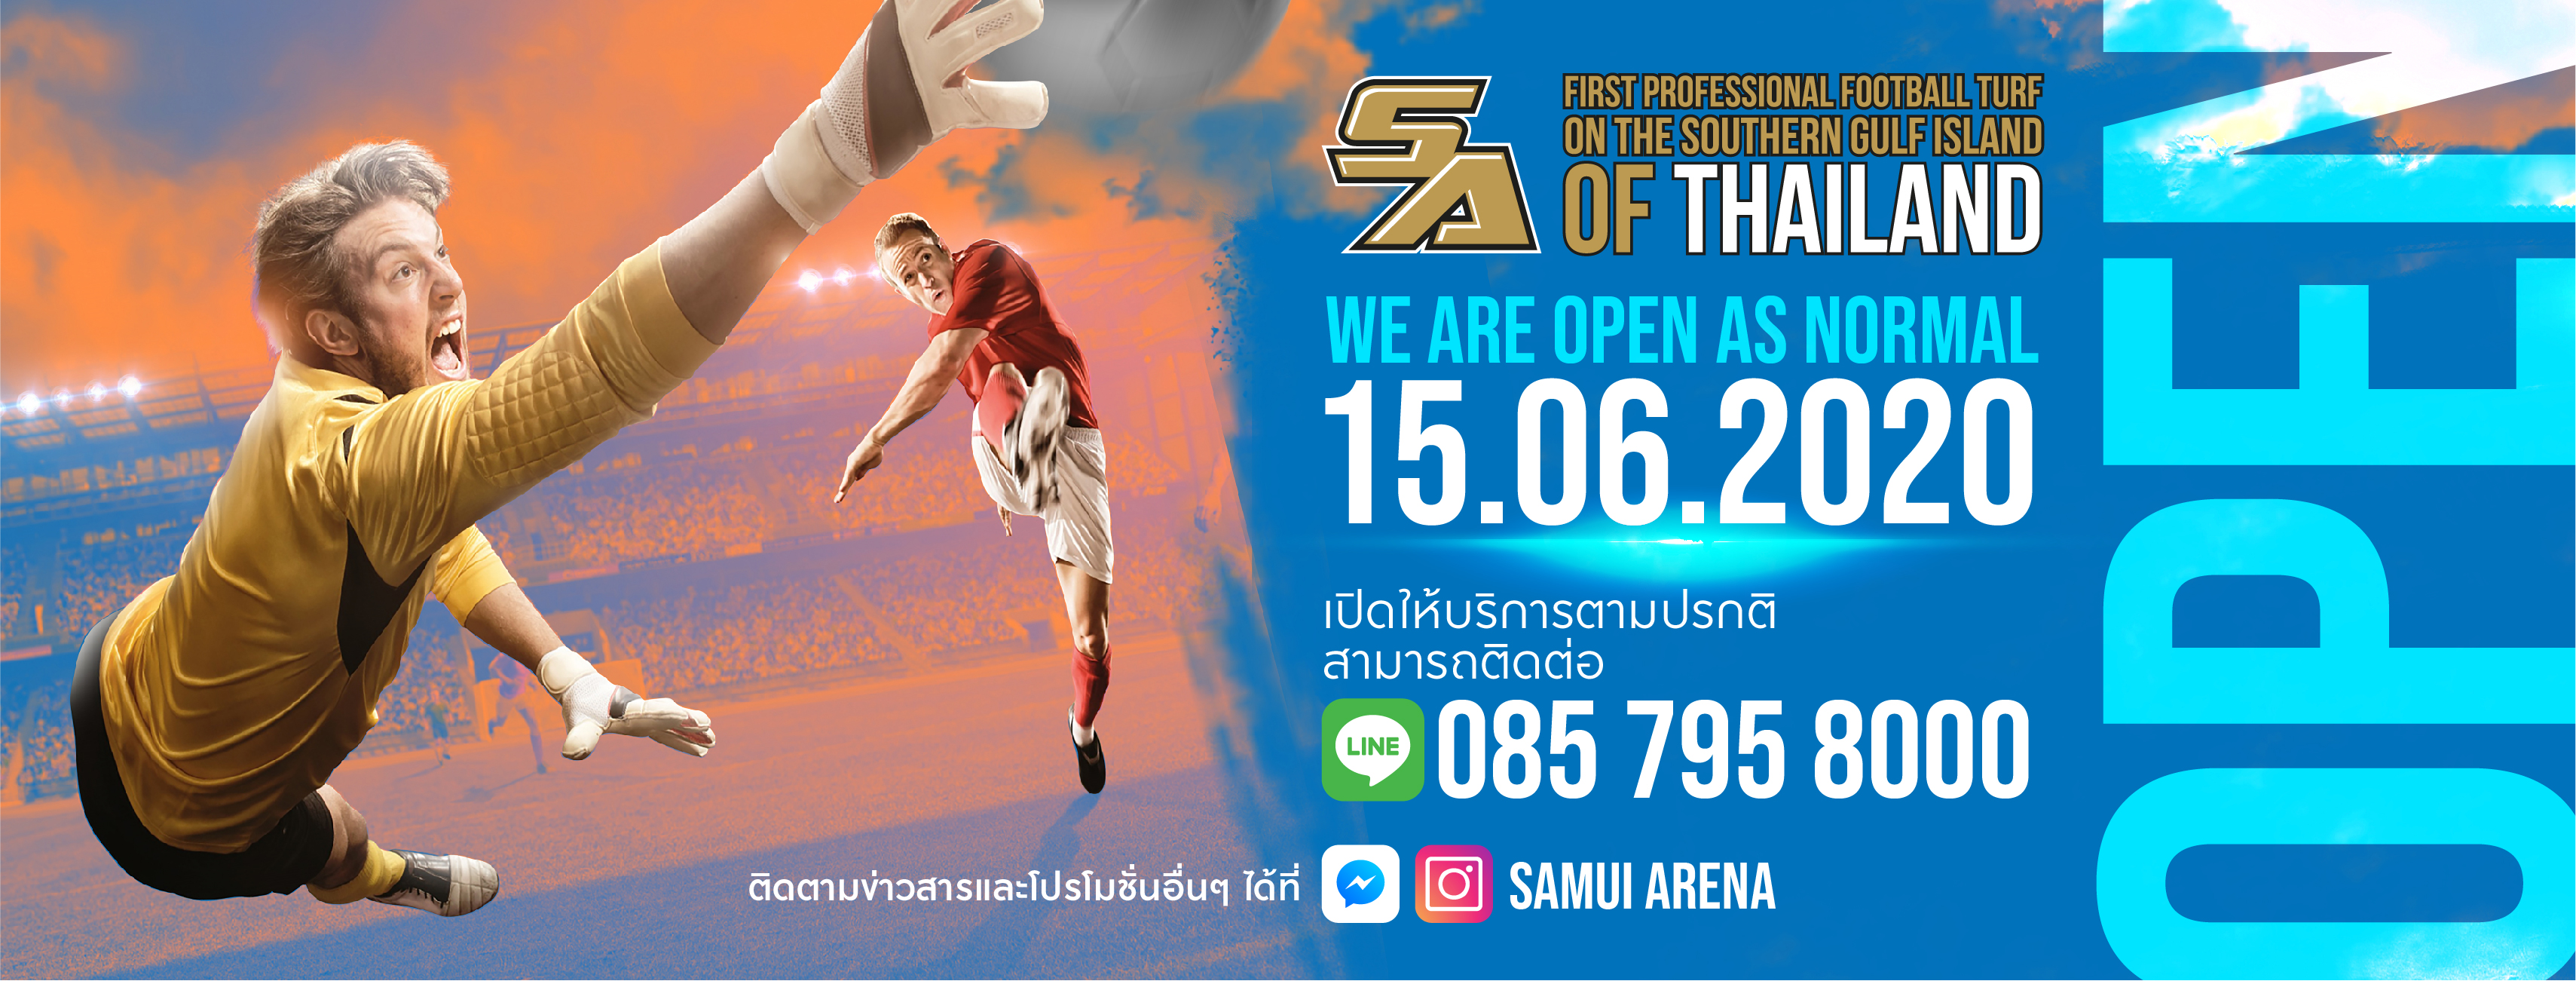 SA
FIRST PROFESSIONAL FOOTBALL TURF
ON THE SOUTHERN GULF ISLAND
OF THAILAND
WE ARE OPEN AS NORMAL
15.06.2020
เปิดให้บริการตามปรกติ
สามารถติดต่อ
LINE
085 795 8000
ติดตามข่าวสารและโปรโมชั่นอื่นๆ ได้ที่
SAMUI ARENA
OPEN